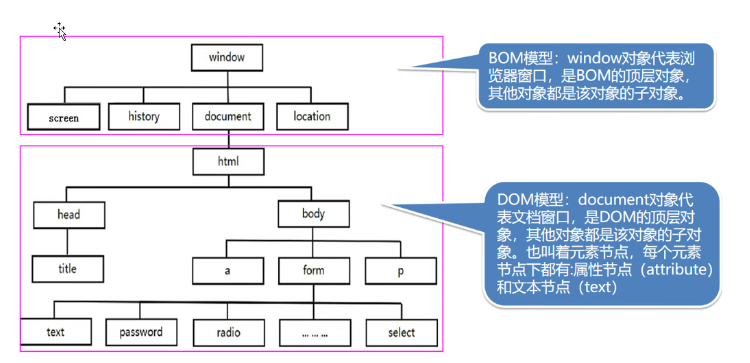 window
BOM模型：window对象代表浏
览器窗口，是BOM的顶层对象，
其他对象都是该对象的子对象。
screen history document location
html
head body
DOM模型：document对象代
表文档窗口，是DOM的顶层对
象，其他对象都是该对象的子对
象。也叫着元素节点，每个元素
节点下都有:属性节点（attribute）
和文本节点（text）
title a form p
text password radio ... ... ... select